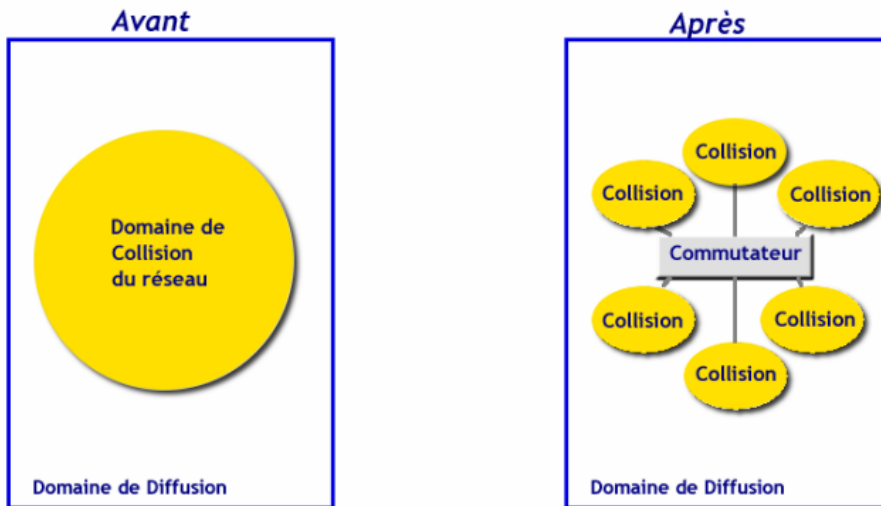 Avant
Domaine de
Collision
du réseau
Domaine de Diffusion
Après
Collision
Collision
Collision
Commutateur
Collision
Collision
Collision
Domaine de Diffusion